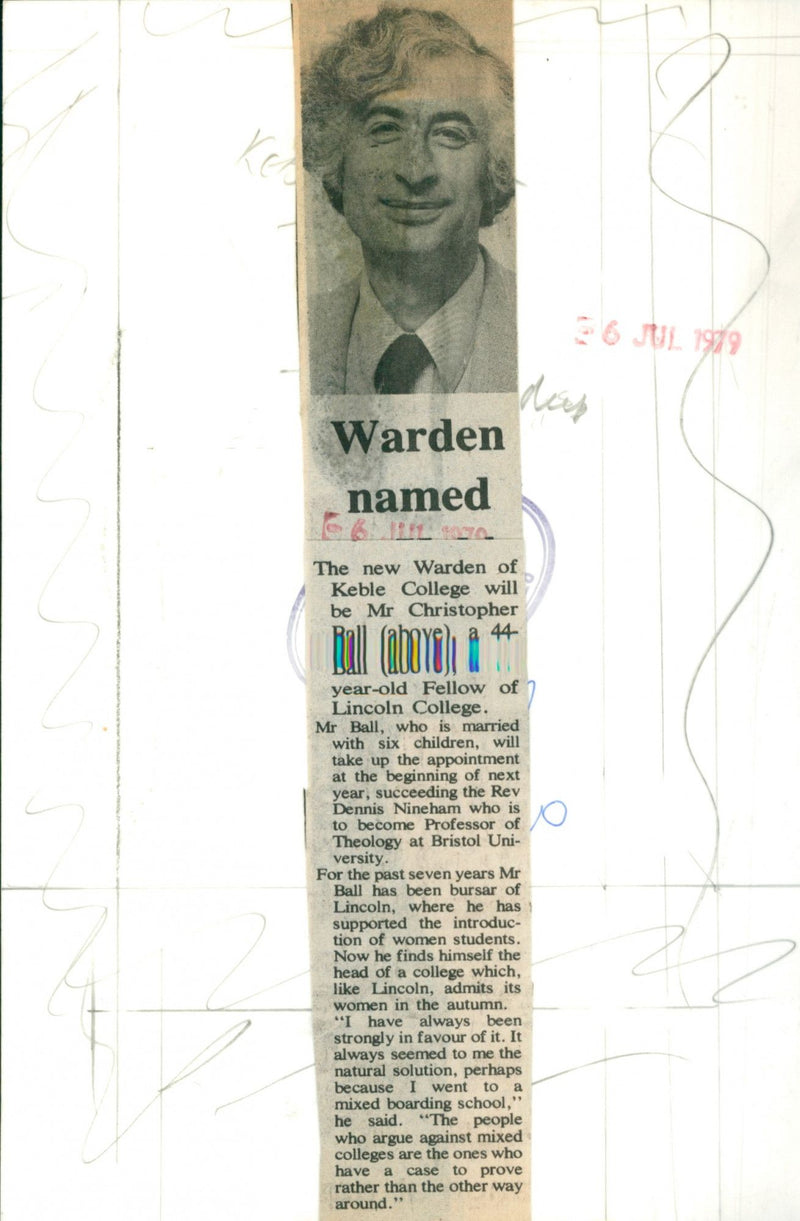 36 JUL 1979
Warden
named
6 JUL 1979
The new Warden of
Keble College will
be Mr Christopher
Ball (above), a 44-
year-old Fellow of
Lincoln College.
Mr Ball, who is married
with six children, will
take up the appointment
at the beginning of next
year, succeeding the Rev
Dennis Nineham who is
to become Professor of
Theology at Bristol Uni-
versity.
For the past seven years Mr
Ball has been bursar of
Lincoln, where he has
supported the introduc-
tion of women students.
Now he finds himself the
head of a college which,
like Lincoln, admits its
women in the autumn.
“I have always been
strongly in favour of it. It
always seemed to me the
natural solution, perhaps
because I went to a
mixed boarding school,”
he said. “The people
who argue against mixed
colleges are the ones who
have a case to prove
rather than the other way
around.”